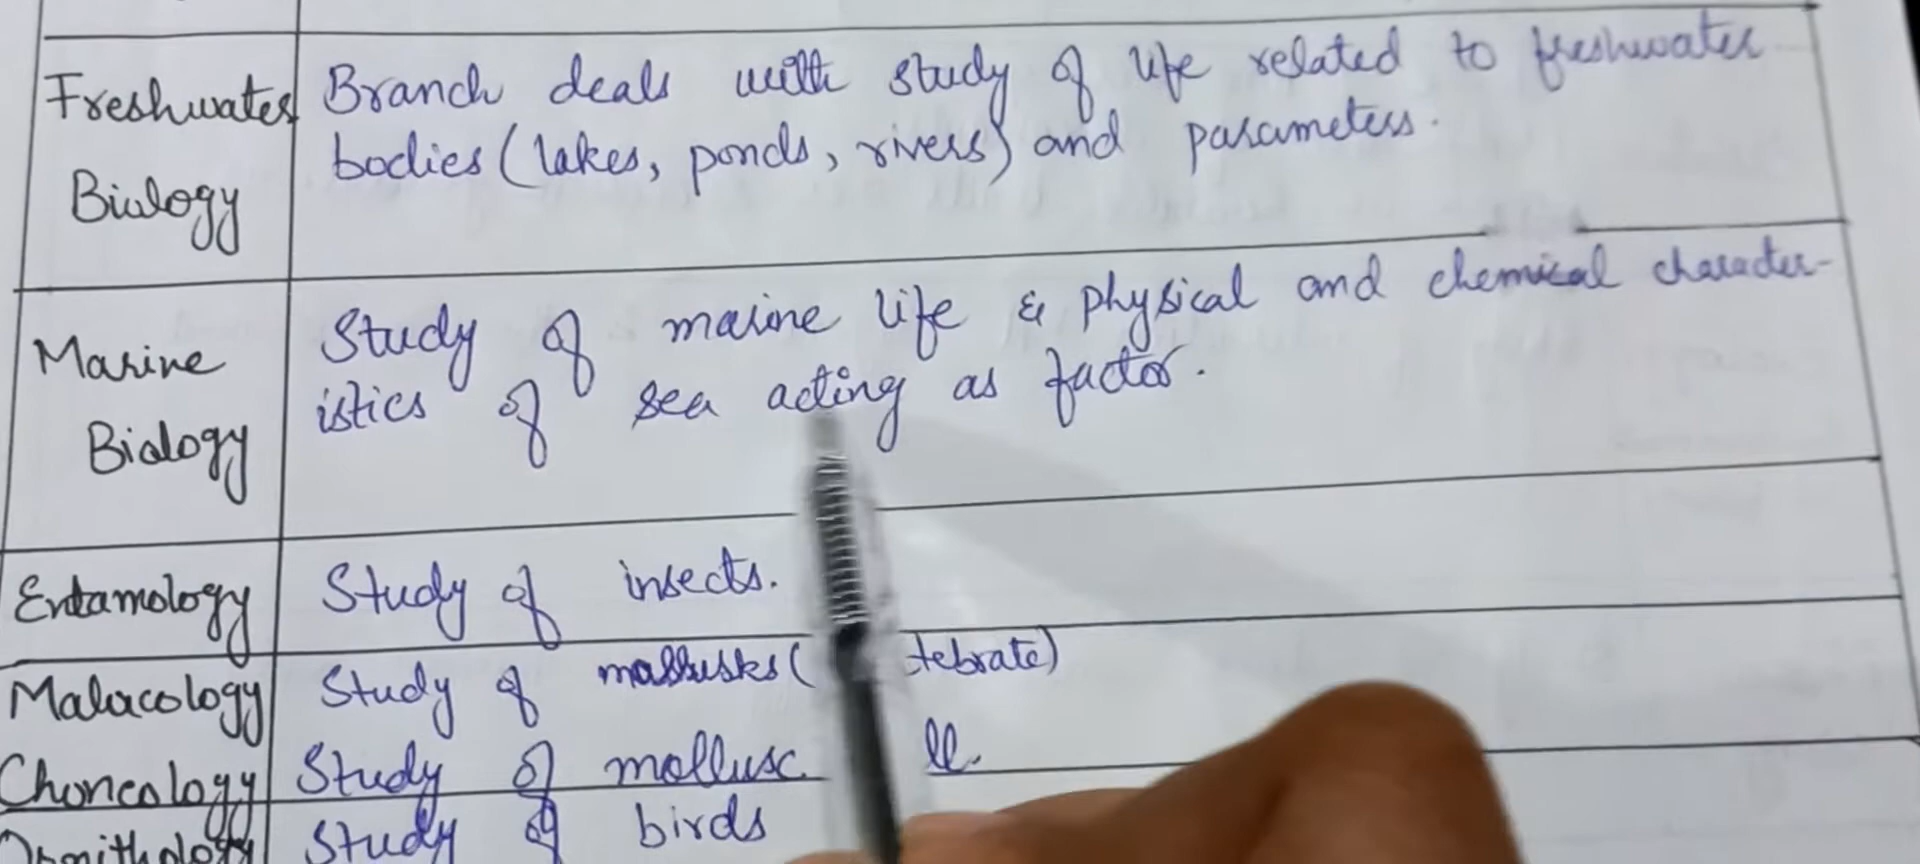 Freshwater
Biology
Branch deals with study of life related to freshwater
bodies (lakes, ponds, rivers) and parameters.
Marine
Biology
Study of marine life & physical and chemical character-
istics of sea acting as factor.
Entamology
Study of insects.
Malacology
Study of mollusks ( tebrate)
Choncology
Study of mollusc ll.
Ornithology
Study of birds